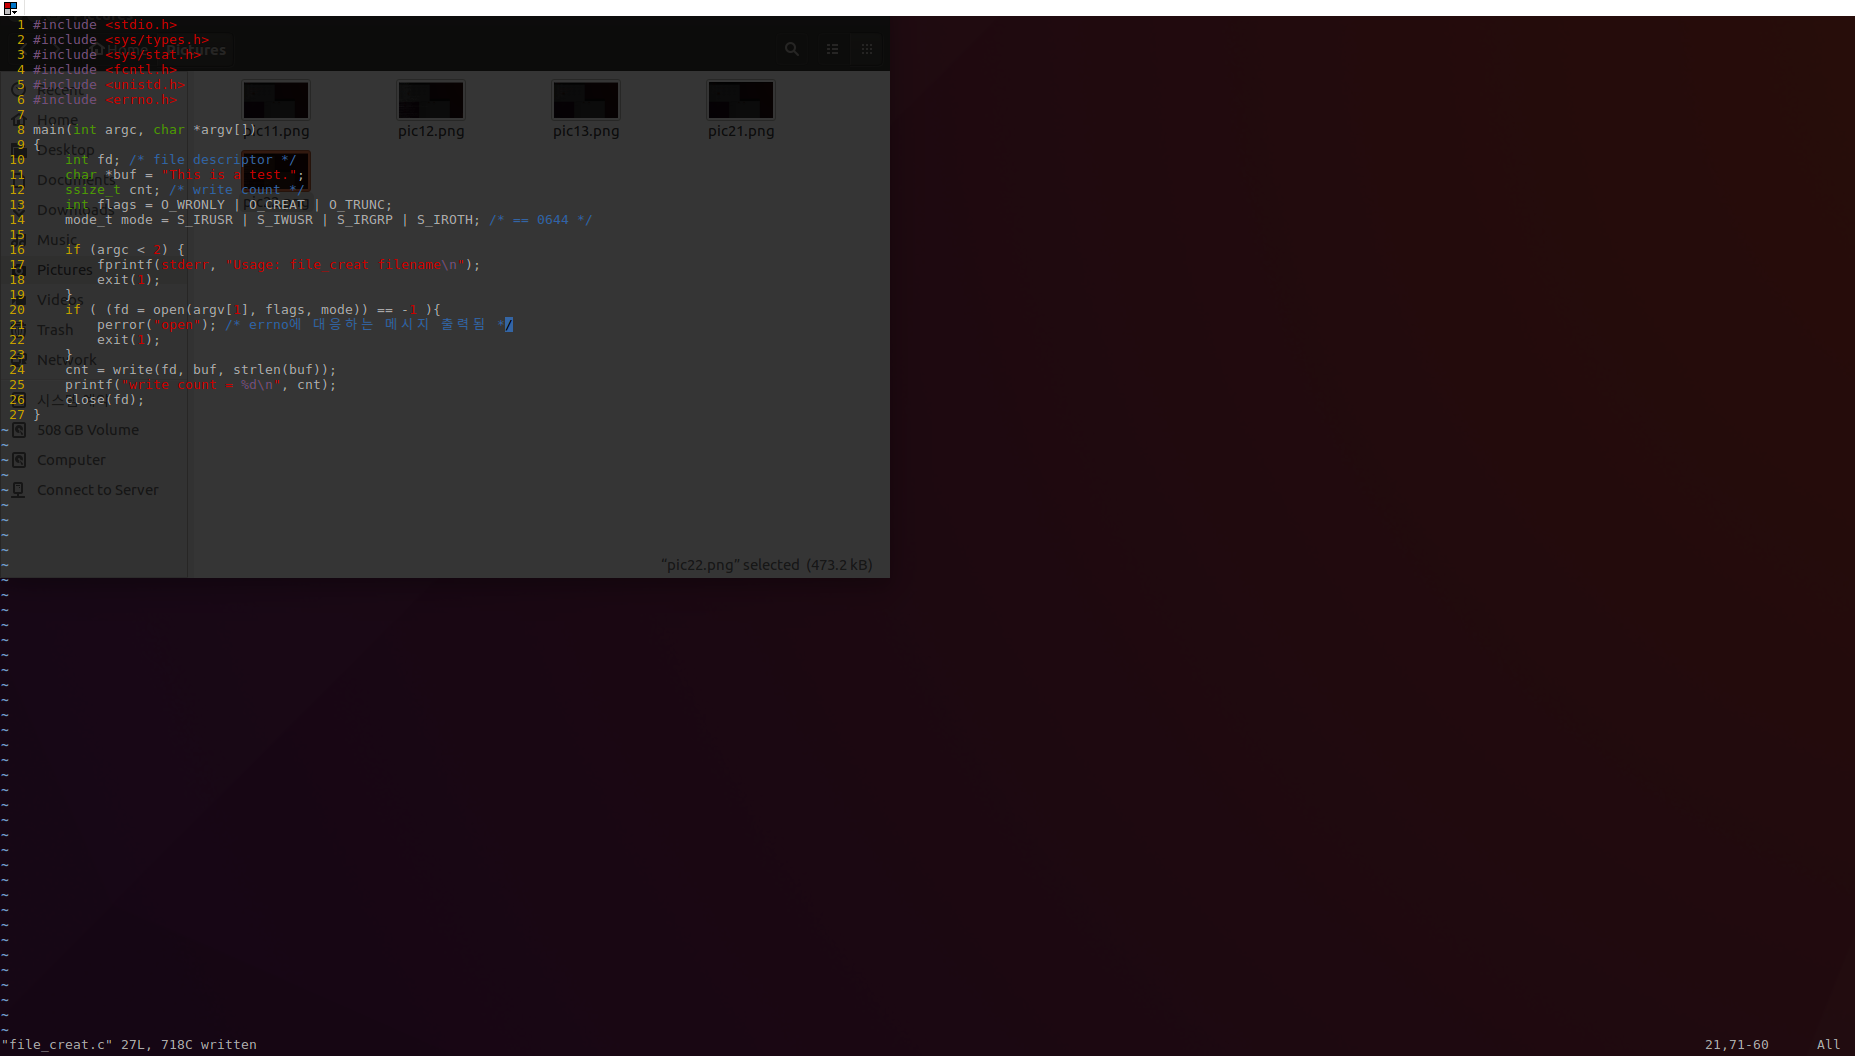 1 #include <stdio.h>
2 #include <sys/types.h>
3 #include <sys/stat.h>
4 #include <fcntl.h>
5 #include <unistd.h>
6 #include <errno.h>
7
8 main(int argc, char *argv[])
9 {
10     int fd; /* file descriptor */
11     char *buf = "This is a test.";
12     ssize_t cnt; /* write count */
13     int flags = O_WRONLY | O_CREAT | O_TRUNC;
14     mode_t mode = S_IRUSR | S_IWUSR | S_IRGRP | S_IROTH; /* == 0644 */
15
16     if (argc < 2) {
17         fprintf(stderr, "Usage: file_creat filename\n");
18         exit(1);
19     }
20     if ( (fd = open(argv[1], flags, mode)) == -1 ){
21         perror("open"); /* errno에 대응하는 메시지 출력됨 */
22         exit(1);
23     }
24     cnt = write(fd, buf, strlen(buf));
25     printf("write count = %d\n", cnt);
26     close(fd);
27 }
Home Pictures
Recent
Home
Desktop
Documents
Downloads
Music
Pictures
Videos
Trash
Network
시스
508 GB Volume
Computer
Connect to Server
pic11.png pic12.png pic13.png pic21.png
"pic22.png" selected (473.2 kB)
"file_creat.c" 27L, 718C written 21,71-60 All